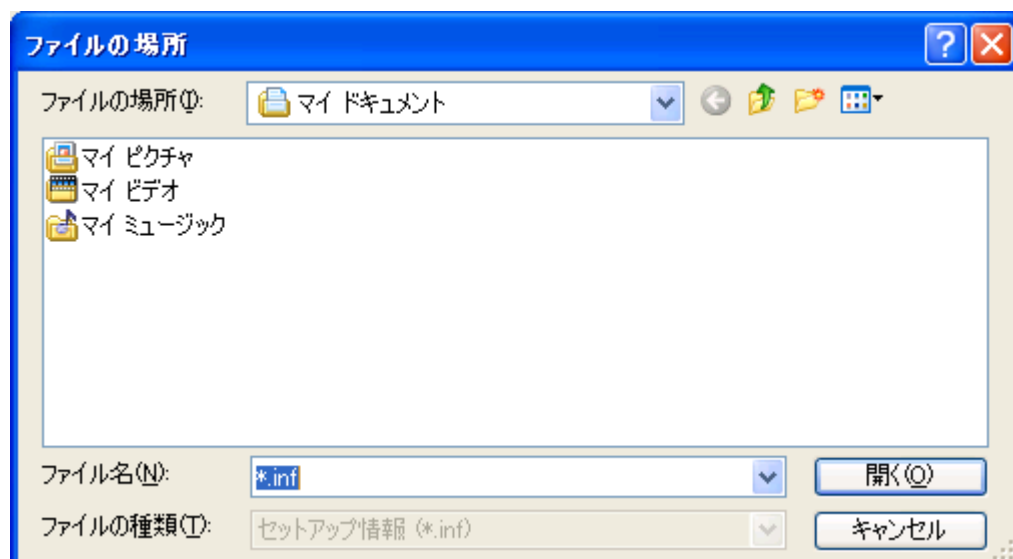 ファイルの場所
ファイルの場所(I): マイ ドキュメント
マイ ピクチャ
マイ ビデオ
マイ ミュージック
ファイル名(N): *.inf 開く(O)
ファイルの種類(T): セットアップ情報 (*.inf) キャンセル